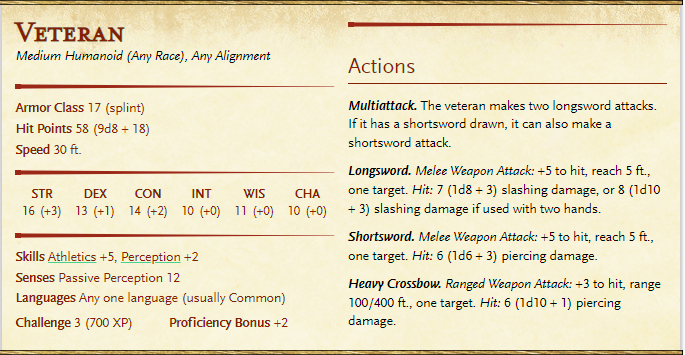 VETERAN
Medium Humanoid (Any Race), Any Alignment
Armor Class 17 (splint)
Hit Points 58 (9d8 + 18)
Speed 30 ft.
STR DEX CON INT WIS CHA
16 (+3) 13 (+1) 14 (+2) 10 (+0) 11 (+0) 10 (+0)
Skills Athletics +5, Perception +2
Senses Passive Perception 12
Languages Any one language (usually Common)
Challenge 3 (700 XP) Proficiency Bonus +2
Actions
Multiattack. The veteran makes two longsword attacks.
If it has a shortsword drawn, it can also make a
shortsword attack.
Longsword. Melee Weapon Attack: +5 to hit, reach 5 ft.,
one target. Hit: 7 (1d8 + 3) slashing damage, or 8 (1d10
+ 3) slashing damage if used with two hands.
Shortsword. Melee Weapon Attack: +5 to hit, reach 5 ft.,
one target. Hit: 6 (1d6 + 3) piercing damage.
Heavy Crossbow. Ranged Weapon Attack: +3 to hit, range
100/400 ft., one target. Hit: 6 (1d10 + 1) piercing
damage.